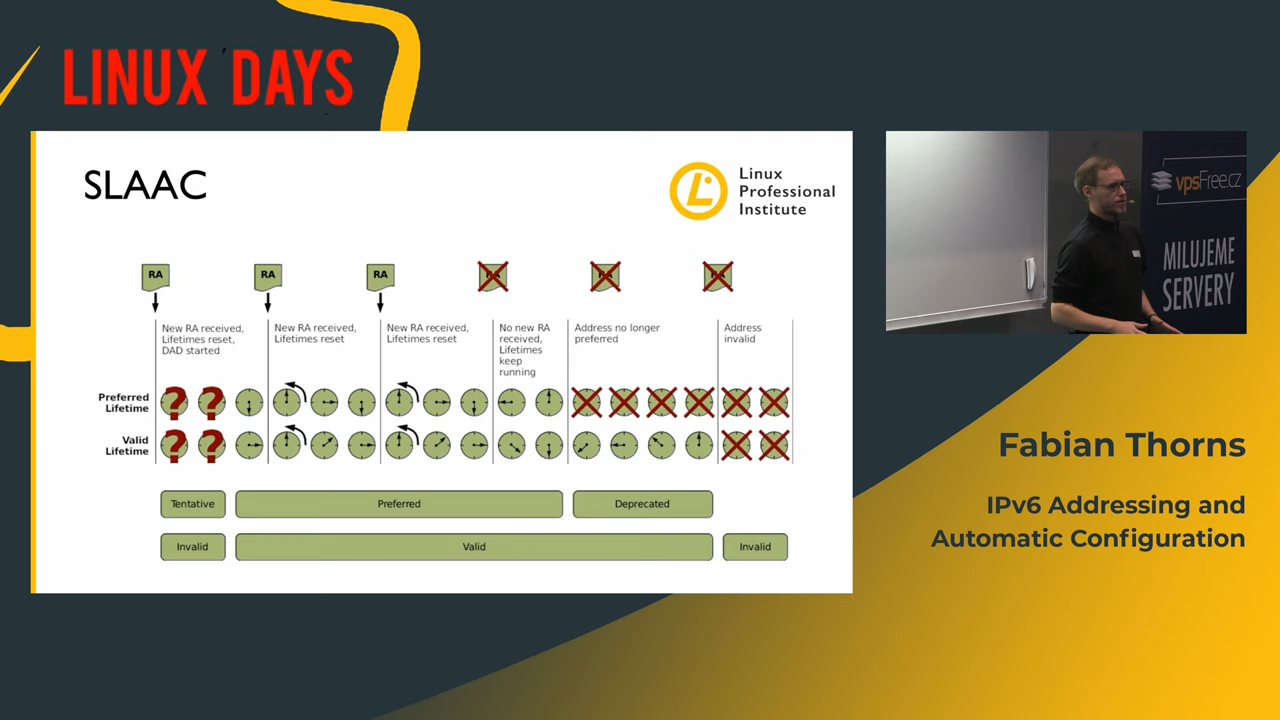 LINUX DAYS
SLAAC
Linux
Professional
Institute
RA
RA
RA
New RA received,
Lifetimes reset,
DAD started
New RA received,
Lifetimes reset
New RA received,
Lifetimes reset
No new RA
received,
Lifetimes
keep
running
Address no longer
preferred
Address
invalid
Preferred
Lifetime
? ?
Valid
Lifetime
? ?
Tentative
Preferred
Deprecated
Invalid
Valid
Invalid
vpsFree.cz
MILUJEME
SERVERY
Fabian Thorns
IPv6 Addressing and
Automatic Configuration